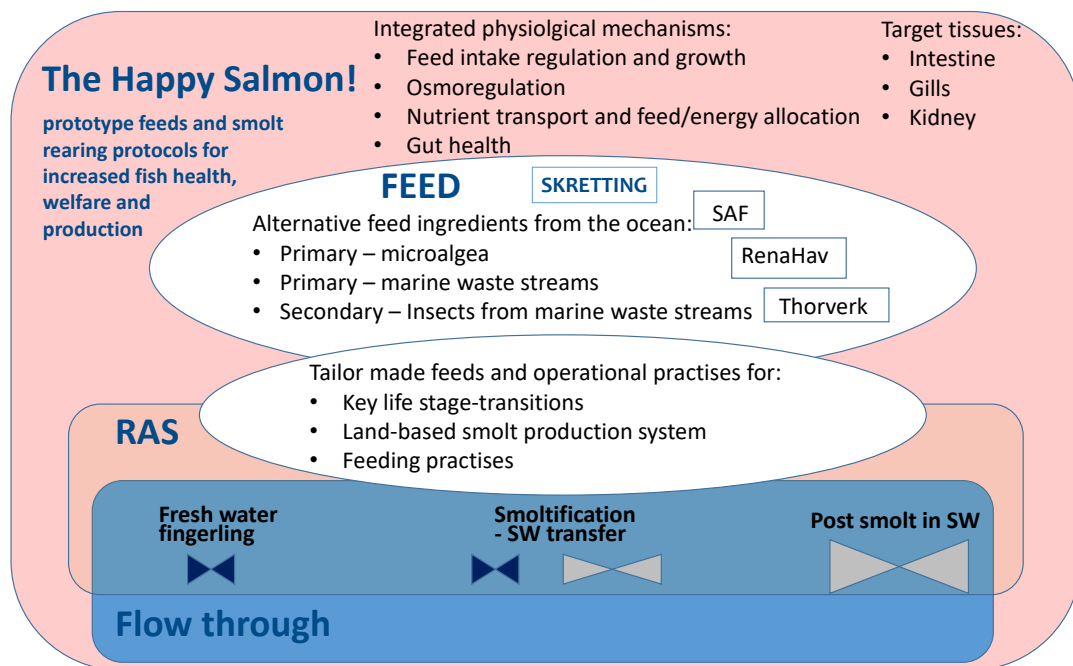 The Happy Salmon!
prototype feeds and smolt
rearing protocols for
increased fish health,
welfare and
production
Integrated physiolgical mechanisms:
• Feed intake regulation and growth
• Osmoregulation
• Nutrient transport and feed/energy allocation
• Gut health
Target tissues:
• Intestine
• Gills
• Kidney
FEED
SKRETTING
Alternative feed ingredients from the ocean:
SAF
• Primary – microalgea
RenaHav
• Primary – marine waste streams
• Secondary – Insects from marine waste streams
Thorverk
Tailor made feeds and operational practises for:
• Key life stage-transitions
• Land-based smolt production system
• Feeding practises
RAS
Fresh water
fingerling
Smoltification
- SW transfer
Post smolt in SW
Flow through